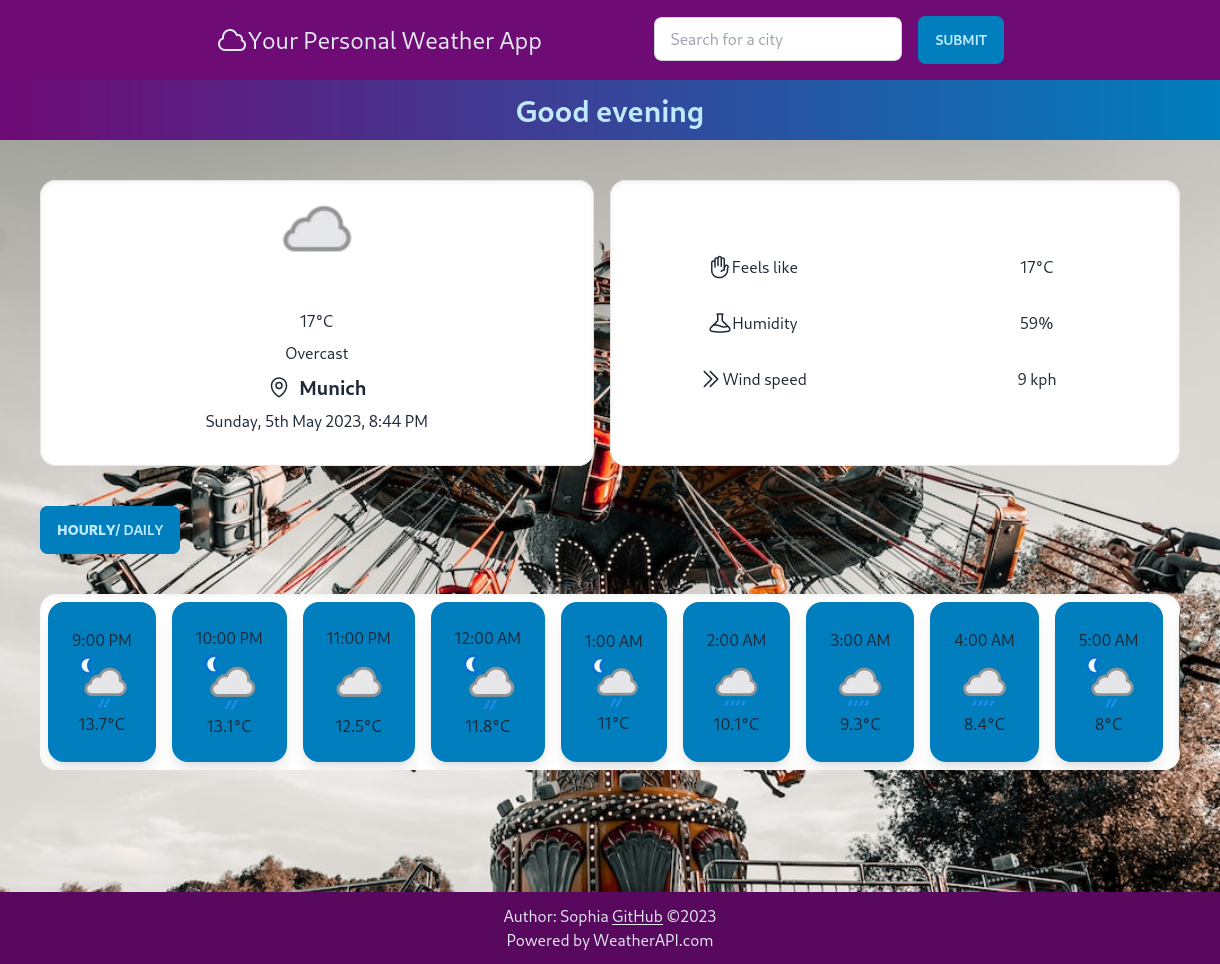 Your Personal Weather App
Search for a city
SUBMIT
Good evening
17°C
Overcast
Munich
Sunday, 5th May 2023, 8:44 PM
Feels like 17°C
Humidity 59%
Wind speed 9 kph
HOURLY/ DAILY
9:00 PM 10:00 PM 11:00 PM 12:00 AM 1:00 AM 2:00 AM 3:00 AM 4:00 AM 5:00 AM
13.7°C 13.1°C 12.5°C 11.8°C 11°C 10.1°C 9.3°C 8.4°C 8°C
Author: Sophia GitHub ©2023
Powered by WeatherAPI.com